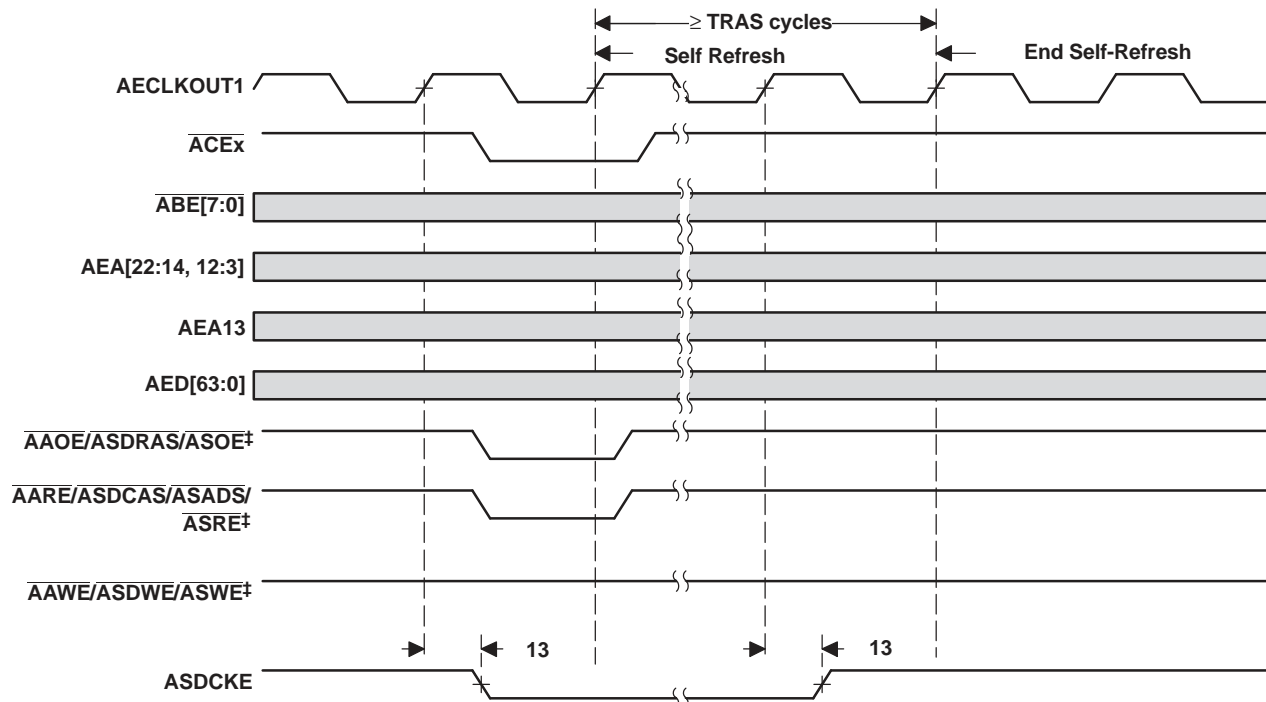 ≥ TRAS cycles
Self Refresh
End Self-Refresh
AECLKOUT1
ACEx
ABE[7:0]
AEA[22:14, 12:3]
AEA13
AED[63:0]
AAOE/ASDRAS/ASOE‡
AARE/ASDCAS/ASADS/
ASRE‡
AAWE/ASDWE/ASWE‡
13
13
ASDCKE